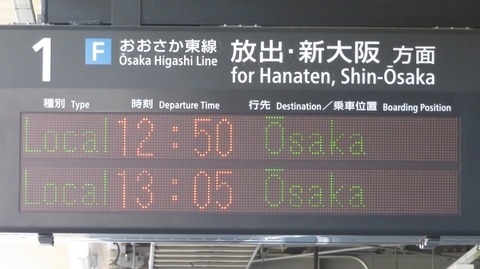 1 F おおさか東線 放出・新大阪 方面
Ōsaka Higashi Line for Hanaten, Shin-Ōsaka
種別 Type 時刻 Departure Time 行先 Destination／乗車位置 Boarding Position
Local 12:50 Ōsaka
Local 13:05 Ōsaka